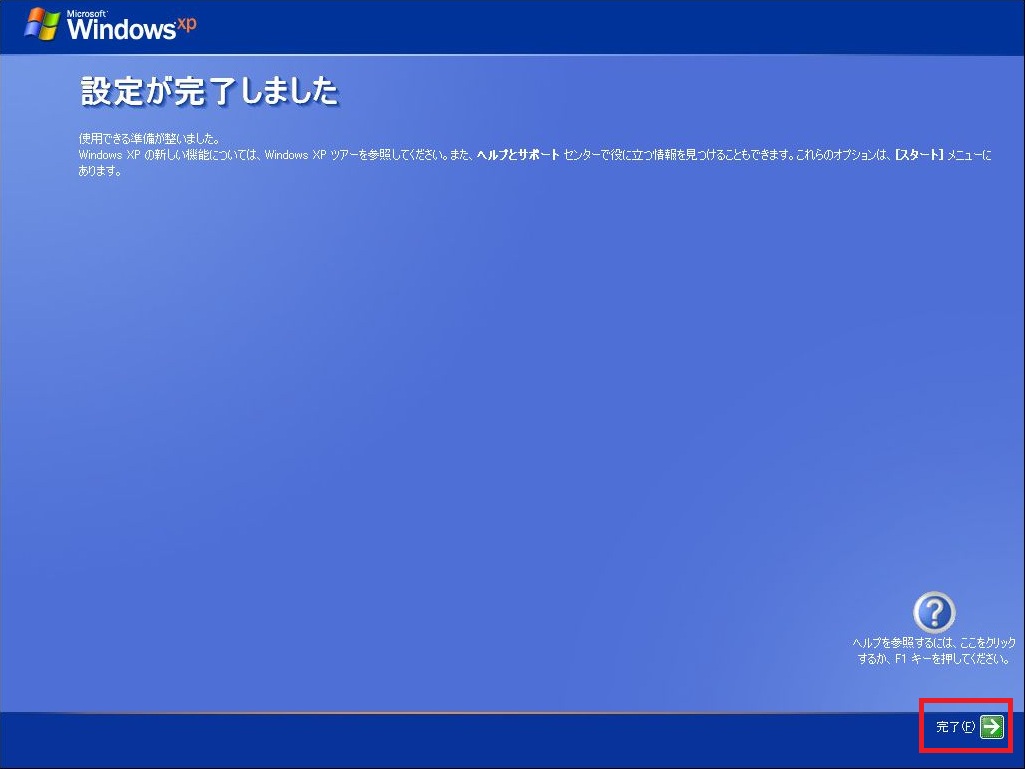 Microsoft
Windows xp
設定が完了しました
使用できる準備が整いました。
Windows XP の新しい機能については、Windows XP ツアーを参照してください。また、ヘルプとサポート センターで役に立つ情報を見つけることもできます。これらのオプションは、[スタート] メニューに
あります。
ヘルプを参照するには、ここをクリック
するか、F1 キーを押してください。
完了(F)